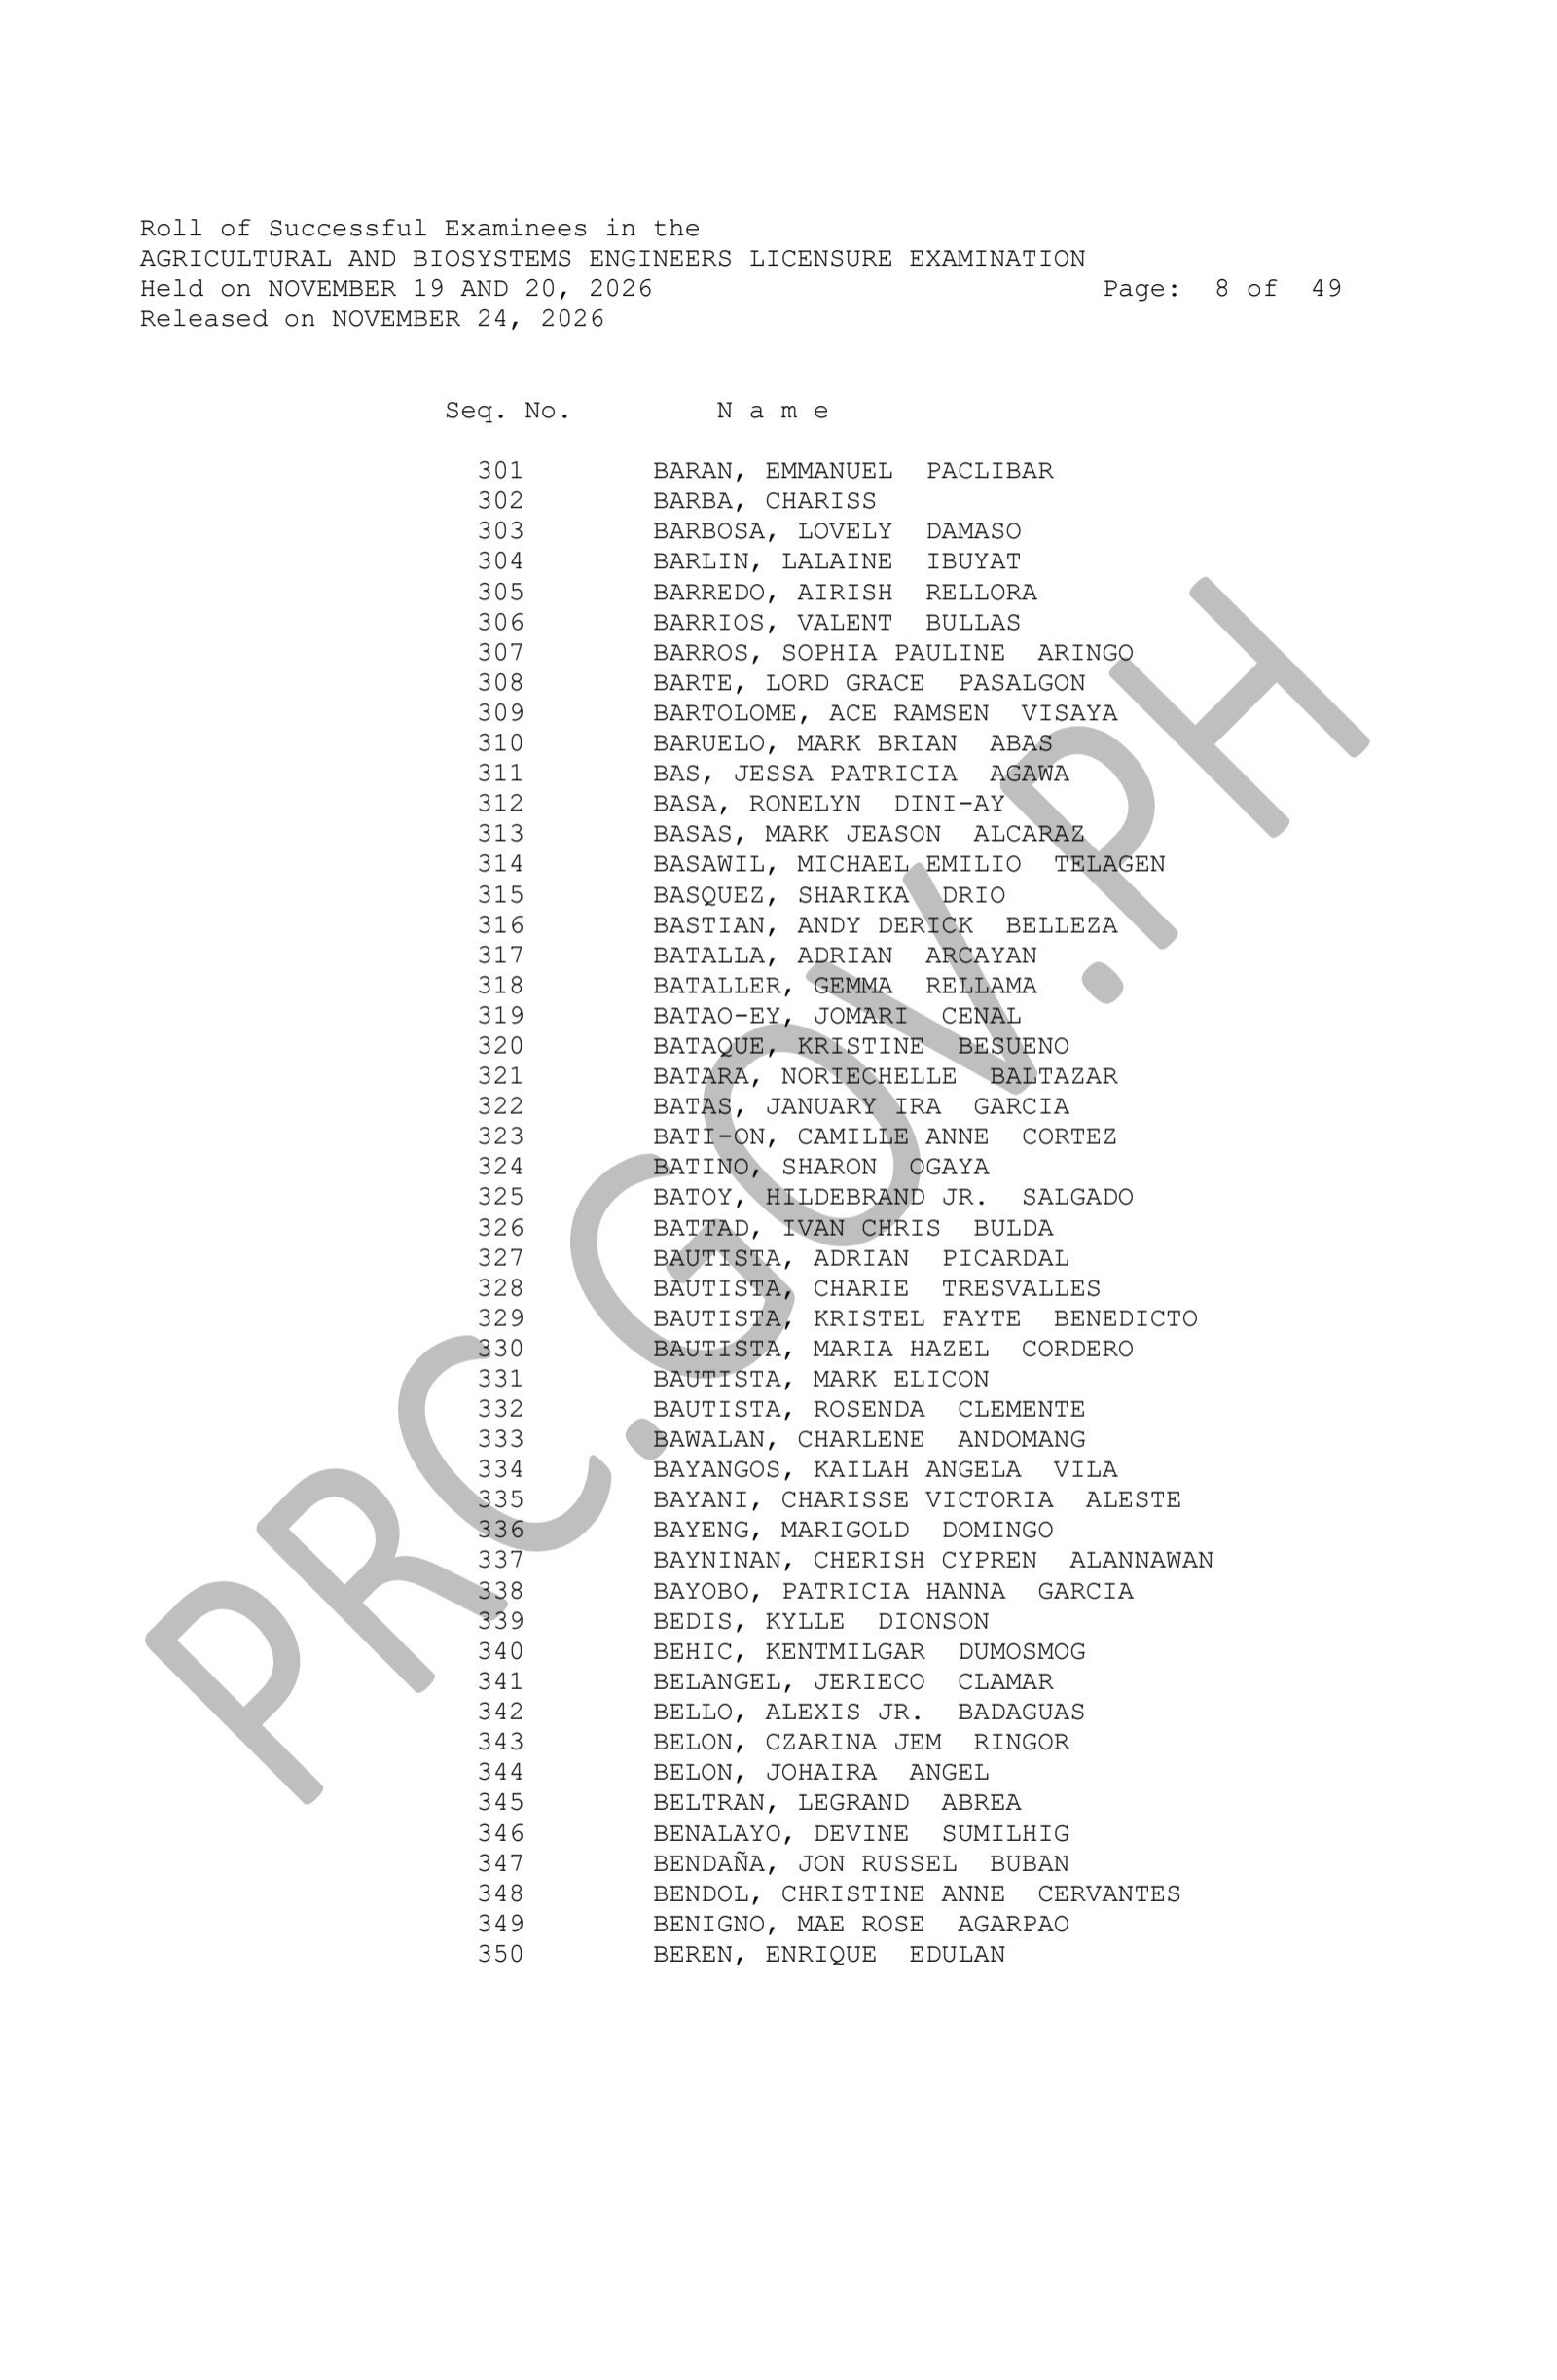 Roll of Successful Examinees in the
AGRICULTURAL AND BIOSYSTEMS ENGINEERS LICENSURE EXAMINATION
Held on NOVEMBER 19 AND 20, 2026 Page: 8 of 49
Released on NOVEMBER 24, 2026
Seq. No. N a m e
301 BARAN, EMMANUEL PACLIBAR
302 BARBA, CHARISS
303 BARBOSA, LOVELY DAMASO
304 BARLIN, LALAINE IBUYAT
305 BARREDO, AIRISH RELLORA
306 BARRIOS, VALENT BULLAS
307 BARROS, SOPHIA PAULINE ARINGO
308 BARTE, LORD GRACE PASALGON
309 BARTOLOME, ACE RAMSEN VISAYA
310 BARUELO, MARK BRIAN ABAS
311 BAS, JESSA PATRICIA AGAWA
312 BASA, RONELYN DINI-AY
313 BASAS, MARK JEASON ALCARAZ
314 BASAWIL, MICHAEL EMILIO TELAGEN
315 BASQUEZ, SHARIKA DRIO
316 BASTIAN, ANDY DERICK BELLEZA
317 BATALLA, ADRIAN ARCAYAN
318 BATALLER, GEMMA RELLAMA
319 BATAO-EY, JOMARI CENAL
320 BATAQUE, KRISTINE BESUENO
321 BATARA, NORIECHELLE BALTAZAR
322 BATAS, JANUARY IRA GARCIA
323 BATI-ON, CAMILLE ANNE CORTEZ
324 BATINO, SHARON OGAYA
325 BATOY, HILDEBRAND JR. SALGADO
326 BATTAD, IVAN CHRIS BULDA
327 BAUTISTA, ADRIAN PICARDAL
328 BAUTISTA, CHARIE TRESVALLES
329 BAUTISTA, KRISTEL FAYTE BENEDICTO
330 BAUTISTA, MARIA HAZEL CORDERO
331 BAUTISTA, MARK ELICON
332 BAUTISTA, ROSENDA CLEMENTE
333 BAWALAN, CHARLENE ANDOMANG
334 BAYANGOS, KAILAH ANGELA VILA
335 BAYANI, CHARISSE VICTORIA ALESTE
336 BAYENG, MARIGOLD DOMINGO
337 BAYNINAN, CHERISH CYPREN ALANNAWAN
338 BAYOBO, PATRICIA HANNA GARCIA
339 BEDIS, KYLLE DIONSON
340 BEHIC, KENTMILGAR DUMOSMOG
341 BELANGEL, JERIECO CLAMAR
342 BELLO, ALEXIS JR. BADAGUAS
343 BELON, CZARINA JEM RINGOR
344 BELON, JOHAIRA ANGEL
345 BELTRAN, LEGRAND ABREA
346 BENALAYO, DEVINE SUMILHIG
347 BENDAÑA, JON RUSSEL BUBAN
348 BENDOL, CHRISTINE ANNE CERVANTES
349 BENIGNO, MAE ROSE AGARPAO
350 BEREN, ENRIQUE EDULAN
PRC.GOV.PH